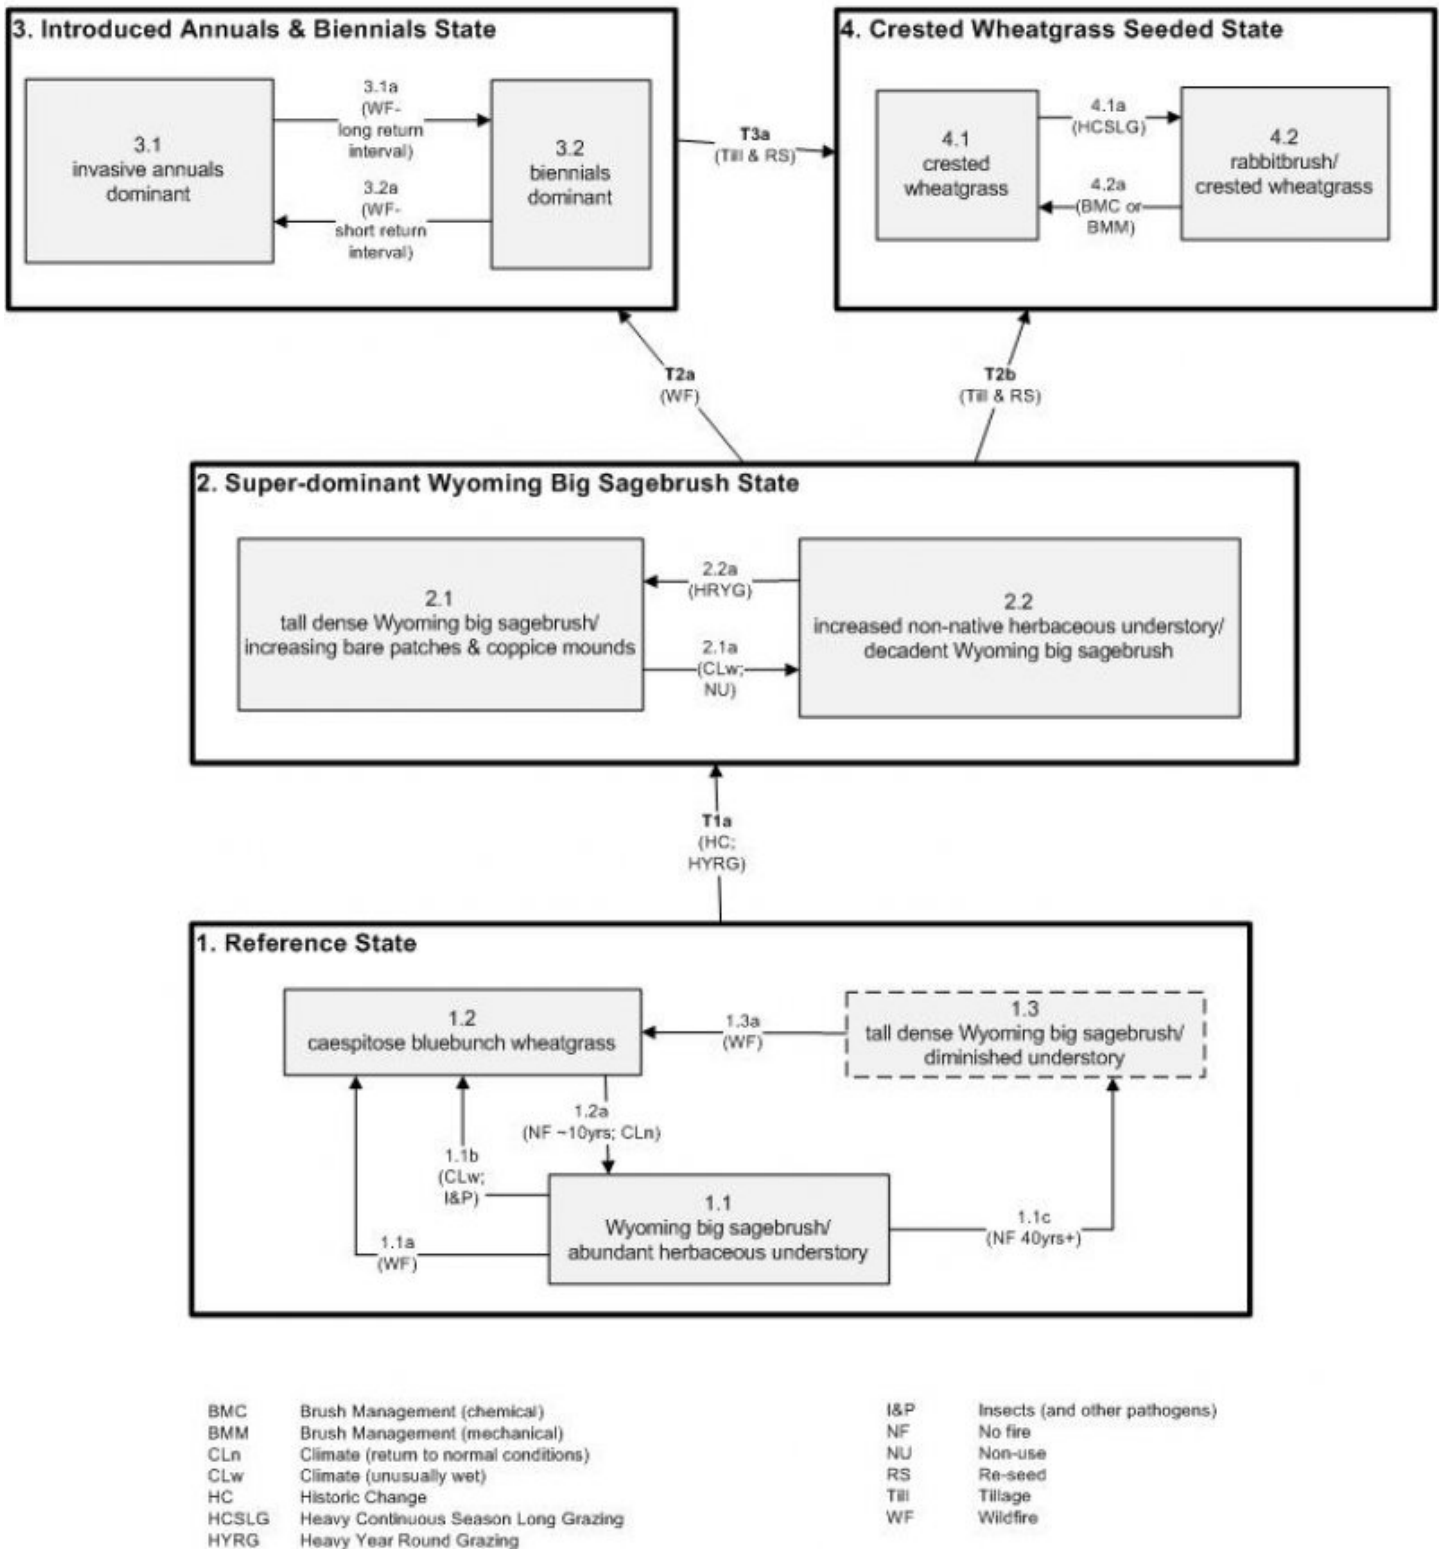 3. Introduced Annuals & Biennials State
3.1
invasive annuals
dominant
3.1a
(WF-
long return
interval)
3.2a
(WF-
short return
interval)
3.2
biennials
dominant
T3a
(Till & RS)
4. Crested Wheatgrass Seeded State
4.1
crested
wheatgrass
4.1a
(HCSLG)
4.2a
(BMC or
BMM)
4.2
rabbitbrush/
crested wheatgrass
T2a
(WF)
T2b
(Till & RS)
2. Super-dominant Wyoming Big Sagebrush State
2.1
tall dense Wyoming big sagebrush/
increasing bare patches & coppice mounds
2.2a
(HRYG)
2.1a
(CLw;
NU)
2.2
increased non-native herbaceous understory/
decadent Wyoming big sagebrush
T1a
(HC;
HYRG)
1. Reference State
1.2
caespitose bluebunch wheatgrass
1.3a
(WF)
1.3
tall dense Wyoming big sagebrush/
diminished understory
1.2a
(NF ~10yrs; CLn)
1.1b
(CLw;
I&P)
1.1a
(WF)
1.1
Wyoming big sagebrush/
abundant herbaceous understory
1.1c
(NF 40yrs+)
BMC Brush Management (chemical)
BMM Brush Management (mechanical)
CLn Climate (return to normal conditions)
CLw Climate (unusually wet)
HC Historic Change
HCSLG Heavy Continuous Season Long Grazing
HYRG Heavy Year Round Grazing
I&P Insects (and other pathogens)
NF No fire
NU Non-use
RS Re-seed
Till Tillage
WF Wildfire